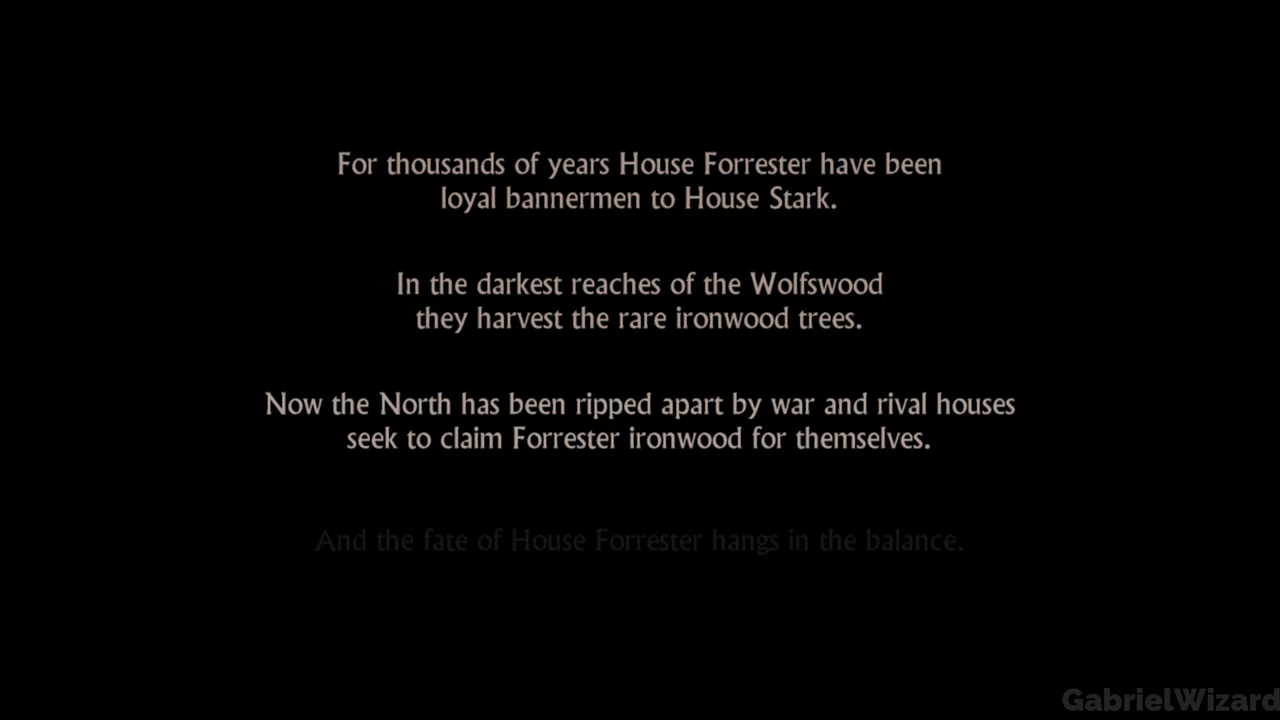 For thousands of years House Forrester have been
loyal bannermen to House Stark.
In the darkest reaches of the Wolfswood
they harvest the rare ironwood trees.
Now the North has been ripped apart by war and rival houses
seek to claim Forrester ironwood for themselves.
And the fate of House Forrester hangs in the balance.
GabrielWizard